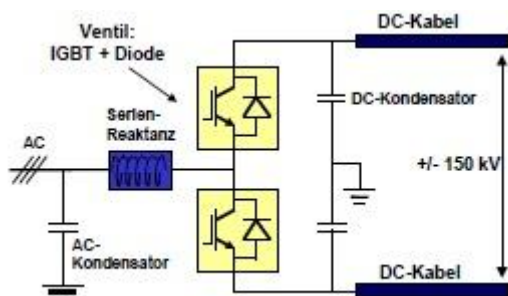 DC-Kabel
Ventil:
IGBT + Diode
DC-Kondensator
Serien-
Reaktanz
AC
+/- 150 kV
AC-
Kondensator
DC-Kabel